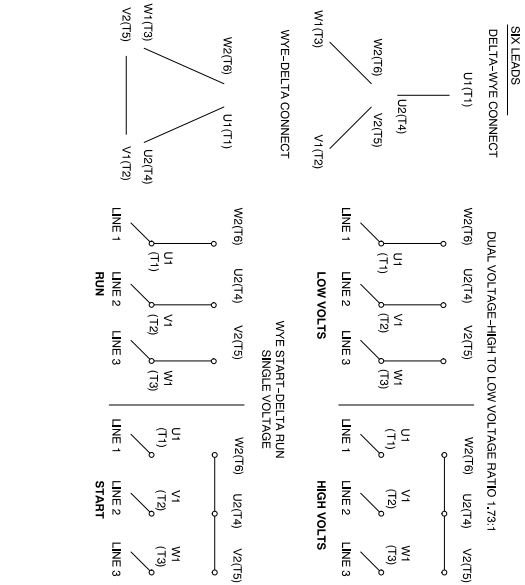 SIX LEADS
DELTA-WYE CONNECT
DUAL VOLTAGE-HIGH TO LOW VOLTAGE RATIO 1.73:1
U1(T1)
U2(T4)
W2(T6)
V2(T5)
W1(T3)
V1(T2)
W2(T6)
U2(T4)
V2(T5)
U1
(T1)
V1
(T2)
W1
(T3)
LINE 1
LINE 2
LINE 3
LOW VOLTS
W2(T6)
U2(T4)
V2(T5)
U1
(T1)
V1
(T2)
W1
(T3)
LINE 1
LINE 2
LINE 3
HIGH VOLTS
WYE-DELTA CONNECT
WYE START-DELTA RUN
SINGLE VOLTAGE
W2(T6)
U1(T1)
W1(T3)
V2(T5)
U2(T4)
V1(T2)
W2(T6)
U2(T4)
V2(T5)
U1
(T1)
V1
(T2)
W1
(T3)
LINE 1
LINE 2
LINE 3
RUN
W2(T6)
U2(T4)
V2(T5)
U1
(T1)
V1
(T2)
W1
(T3)
LINE 1
LINE 2
LINE 3
START